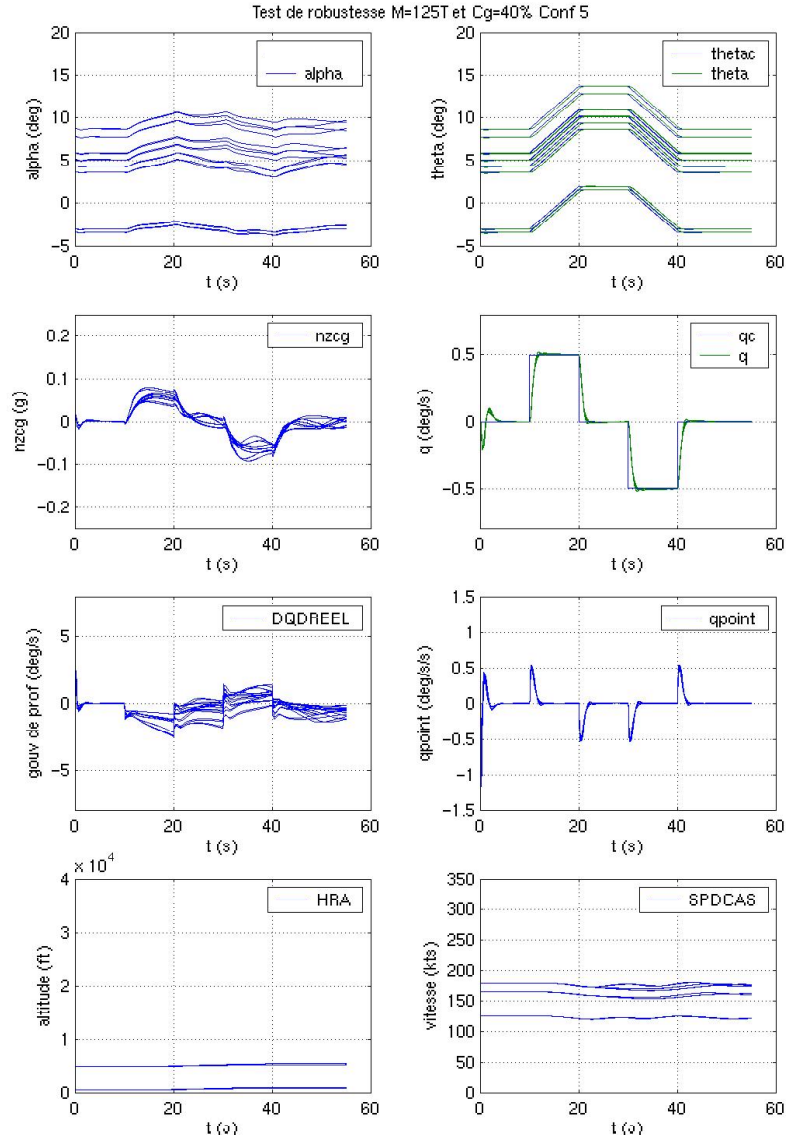 Test de robustesse M=125T et Cg=40% Conf 5
20
15
10
5
0
−5
alpha (deg)
alpha
0 20 40 60
t (s)
20
15
10
5
0
−5
theta (deg)
thetac
theta
0 20 40 60
t (s)
0.2
0.1
0
−0.1
−0.2
nzcg (g)
nzcg
0 20 40 60
t (s)
0.5
0
−0.5
q (deg/s)
qc
q
0 20 40 60
t (s)
5
0
−5
gouv de prof (deg/s)
DQDREEL
0 20 40 60
t (s)
1.5
1
0.5
0
−0.5
−1
−1.5
qpoint (deg/s/s)
qpoint
0 20 40 60
t (s)
× 10^4
4
3
2
1
0
altitude (ft)
HRA
0 20 40 60
t (s)
350
300
250
200
150
100
50
0
vitesse (kts)
SPDCAS
0 20 40 60
t (s)